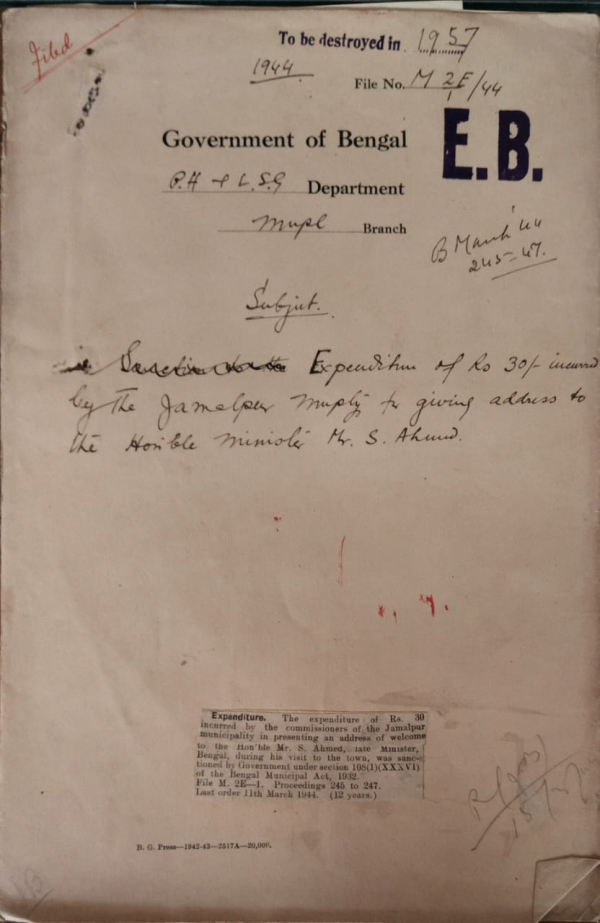 Filed
To be destroyed in 1957
1944
File No. M 2E/44
1
Government of Bengal
E.B.
P.H & L.S.G Department
Mupl Branch
B March '44
245-47.
Subject.
Expenditure of Rs 30/- incurred
by the Jamalpur Muplty for giving address to
the Hon'ble Minister Mr. S. Ahmed.
Expenditure. The expenditure of Rs. 30
incurred by the commissioners of the Jamalpur
municipality in presenting an address of welcome
to the Hon'ble Mr. S. Ahmed, late Minister,
Bengal, during his visit to the town, was sanc-
tioned by Government under section 108(1)(XXXVI)
of the Bengal Municipal Act, 1932.
File M. 2E—1. Proceedings 245 to 247.
Last order 11th March 1944. (12 years.)
B. G. Press—1942-43—2517A—20,000.